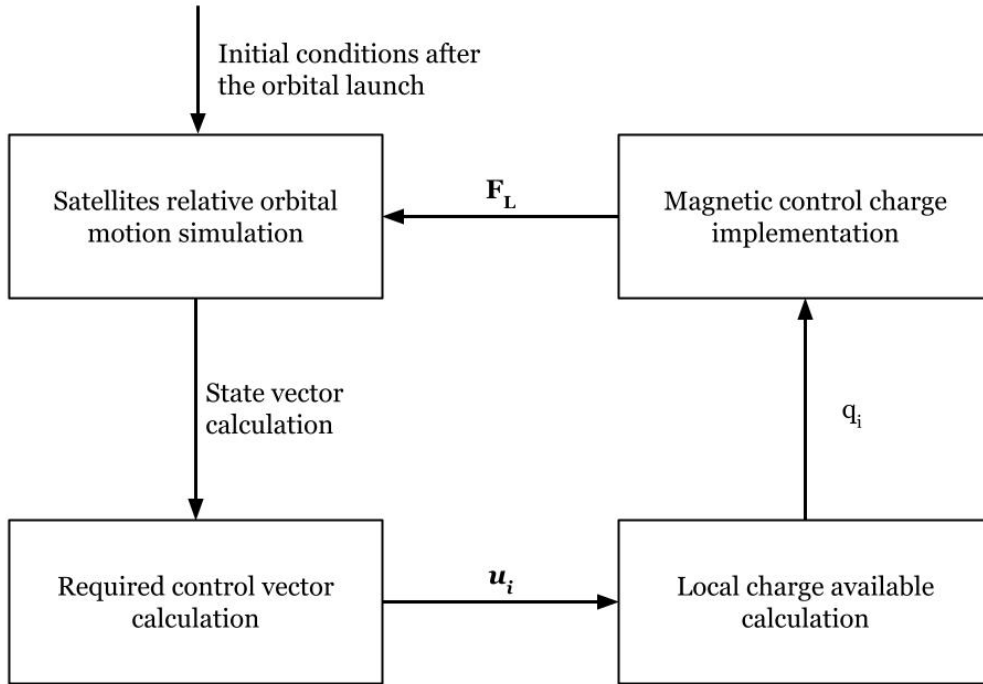 Initial conditions after
the orbital launch
Satellites relative orbital
motion simulation
F_L
Magnetic control charge
implementation
State vector
calculation
q_i
Required control vector
calculation
u_i
Local charge available
calculation